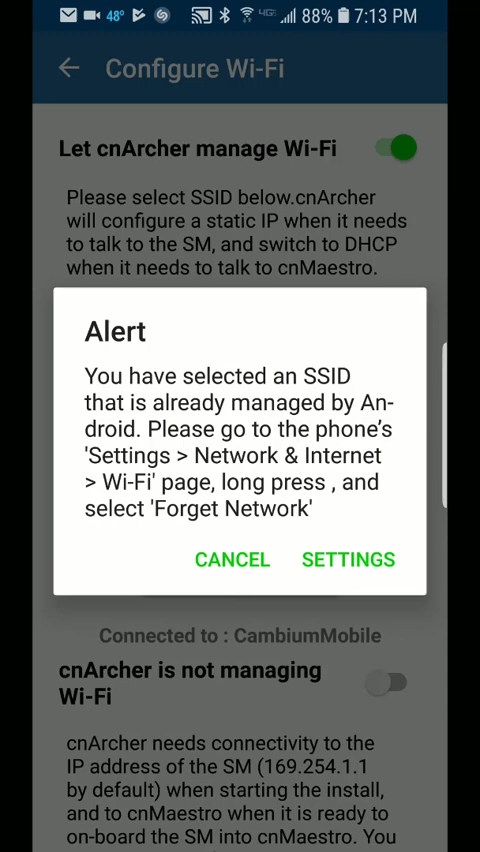 48° 4G 88% 7:13 PM
Configure Wi-Fi
Let cnArcher manage Wi-Fi
Please select SSID below.cnArcher
will configure a static IP when it needs
to talk to the SM, and switch to DHCP
when it needs to talk to cnMaestro.
Alert
You have selected an SSID
that is already managed by An-
droid. Please go to the phone’s
'Settings > Network & Internet
> Wi-Fi' page, long press , and
select 'Forget Network'
CANCEL SETTINGS
Connected to : CambiumMobile
cnArcher is not managing
Wi-Fi
cnArcher needs connectivity to the
IP address of the SM (169.254.1.1
by default) when starting the install,
and to cnMaestro when it is ready to
on-board the SM into cnMaestro. You